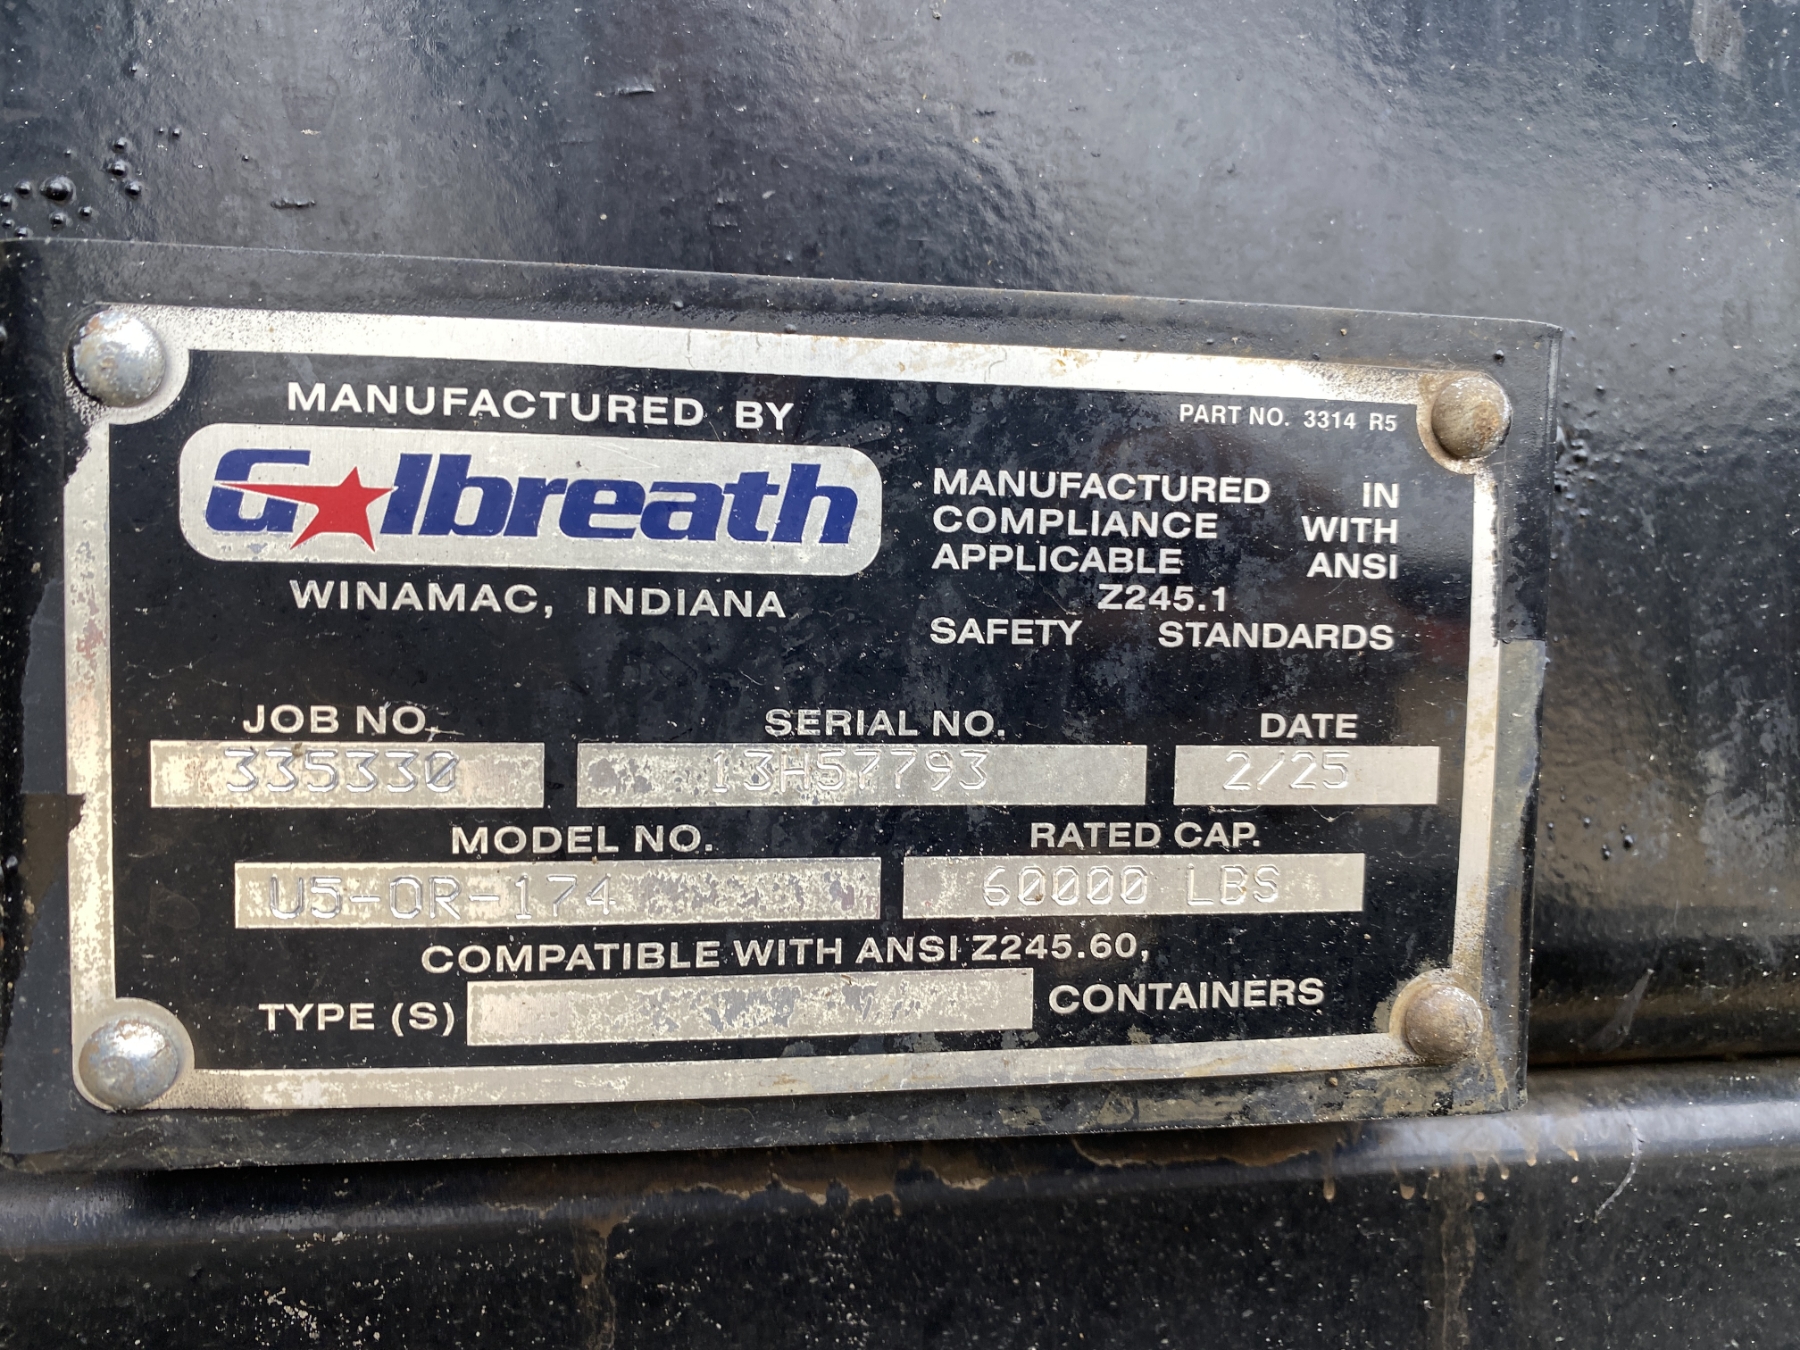 MANUFACTURED BY
Galbreath
WINAMAC, INDIANA
PART NO. 3314 R5
MANUFACTURED IN
COMPLIANCE WITH
APPLICABLE ANSI
Z245.1
SAFETY STANDARDS
JOB NO. SERIAL NO. DATE
335330 13H57793 2/25
MODEL NO. RATED CAP.
U5-OR-174 60000 LBS
COMPATIBLE WITH ANSI Z245.60,
TYPE (S) CONTAINERS